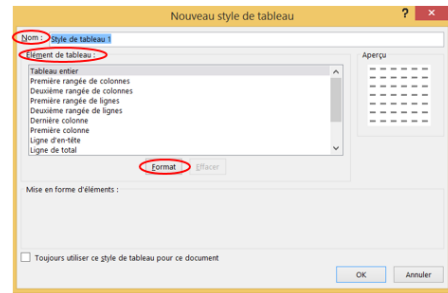 Nouveau style de tableau
? ×
Nom : Style de tableau 1
Élément de tableau :
Aperçu
Tableau entier
Première rangée de colonnes
Deuxième rangée de colonnes
Première rangée de lignes
Deuxième rangée de lignes
Dernière colonne
Première colonne
Ligne d'en-tête
Ligne de total
Format Effacer
Mise en forme d'éléments :
Toujours utiliser ce style de tableau pour ce document
OK Annuler